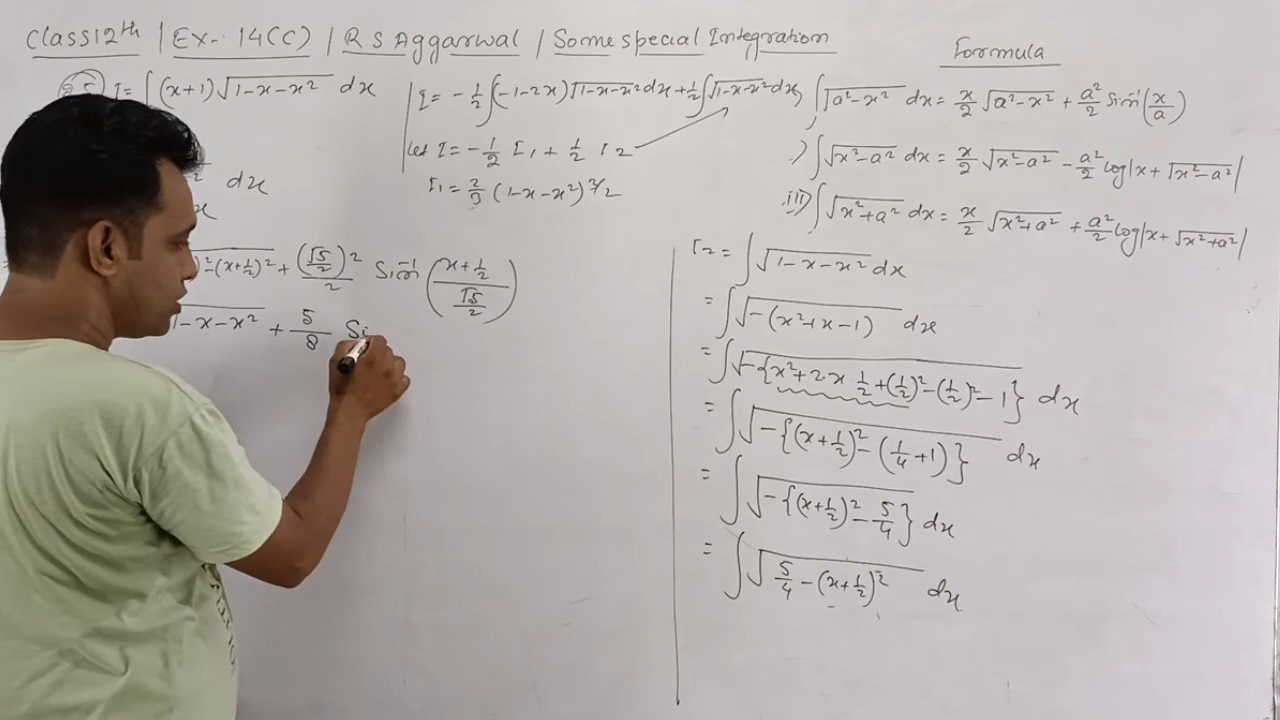 Class 12th | Ex-14(C) | R S Aggarwal | Some special Integration
I = ∫(x+1)√1-x-x² dx
dx
x
)²-(x+½)² + (√5/2)²/2 Sin⁻¹((x+½)/(√5/2))
1-x-x² + 5/8 Si
I = -½∫(-1-2x)√1-x-x² dx + ½∫√1-x-x² dx
Let I = -½ I₁ + ½ I₂
I₁ = 2/3 (1-x-x²)^3/2
Formula
i) ∫√a²-x² dx = x/2 √a²-x² + a²/2 Sin⁻¹(x/a)
) ∫√x²-a² dx = x/2 √x²-a² - a²/2 log|x + √x²-a²|
iii) ∫√x²+a² dx = x/2 √x²+a² + a²/2 log|x + √x²+a²|
I₂ = ∫√1-x-x² dx
= ∫√-(x²+x-1) dx
= ∫√-{x²+2x.½+(½)²-(½)²-1} dx
= ∫√-{(x+½)²-(¼+1)} dx
= ∫√-{(x+½)²-5/4} dx
= ∫√5/4-(x+½)² dx